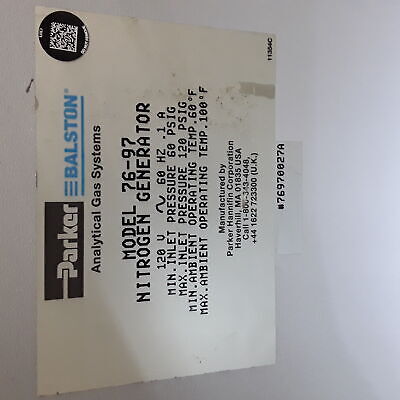 Parker
BALSTON®
Analytical Gas Systems
MODEL 76-97
NITROGEN GENERATOR
120 V ~ 60 HZ .1 A
MIN.INLET PRESSURE 60 PSIG
MAX.INLET PRESSURE 120 PSIG
MIN.AMBIENT OPERATING TEMP.60°F
MAX.AMBIENT OPERATING TEMP.100°F
Manufactured by
Parker Hannifin Corporation
Haverhill, MA 01835 USA
Call 1-800-343-4048,
+44 1622 723300 (U.K.)
#76970027A
11354C